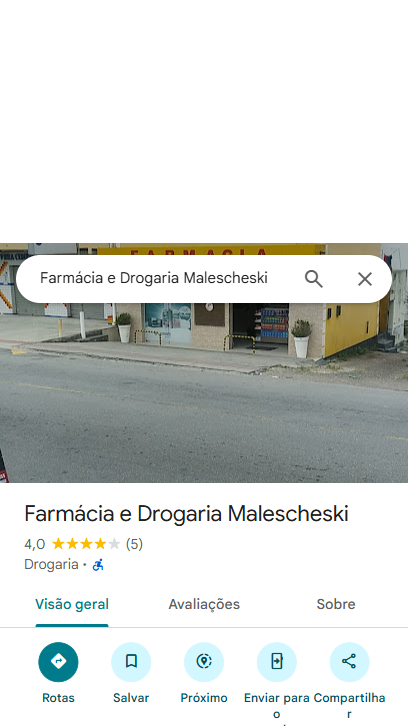 FARMACIA
Farmácia e Drogaria Malescheski
Farmácia e Drogaria Malescheski
4,0 (5)
Drogaria ·
Visão geral Avaliações Sobre
Rotas Salvar Próximo Enviar para o Compartilhar